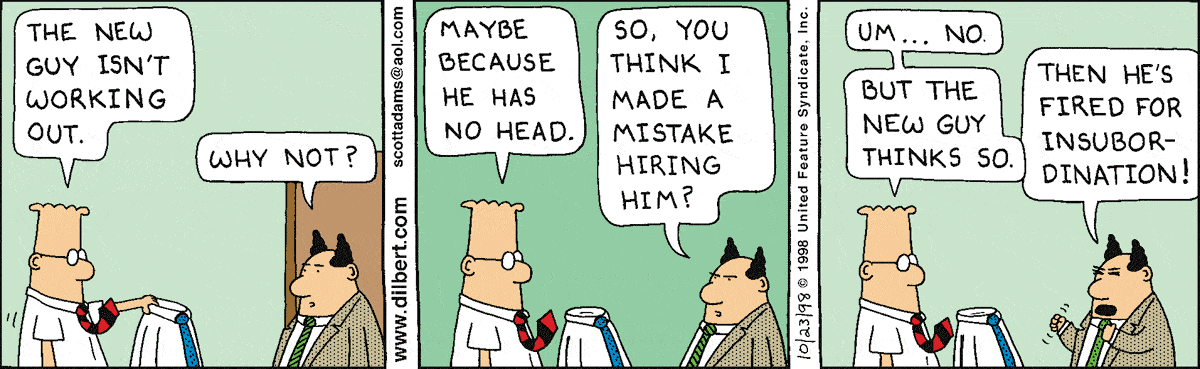 THE NEW
GUY ISN'T
WORKING
OUT.
WHY NOT?
www.dilbert.com scottadams@aol.com
MAYBE
BECAUSE
HE HAS
NO HEAD.
SO, YOU
THINK I
MADE A
MISTAKE
HIRING
HIM?
10/23/98 © 1998 United Feature Syndicate, Inc.
UM... NO.
BUT THE
NEW GUY
THINKS SO.
THEN HE'S
FIRED FOR
INSUBOR-
DINATION!